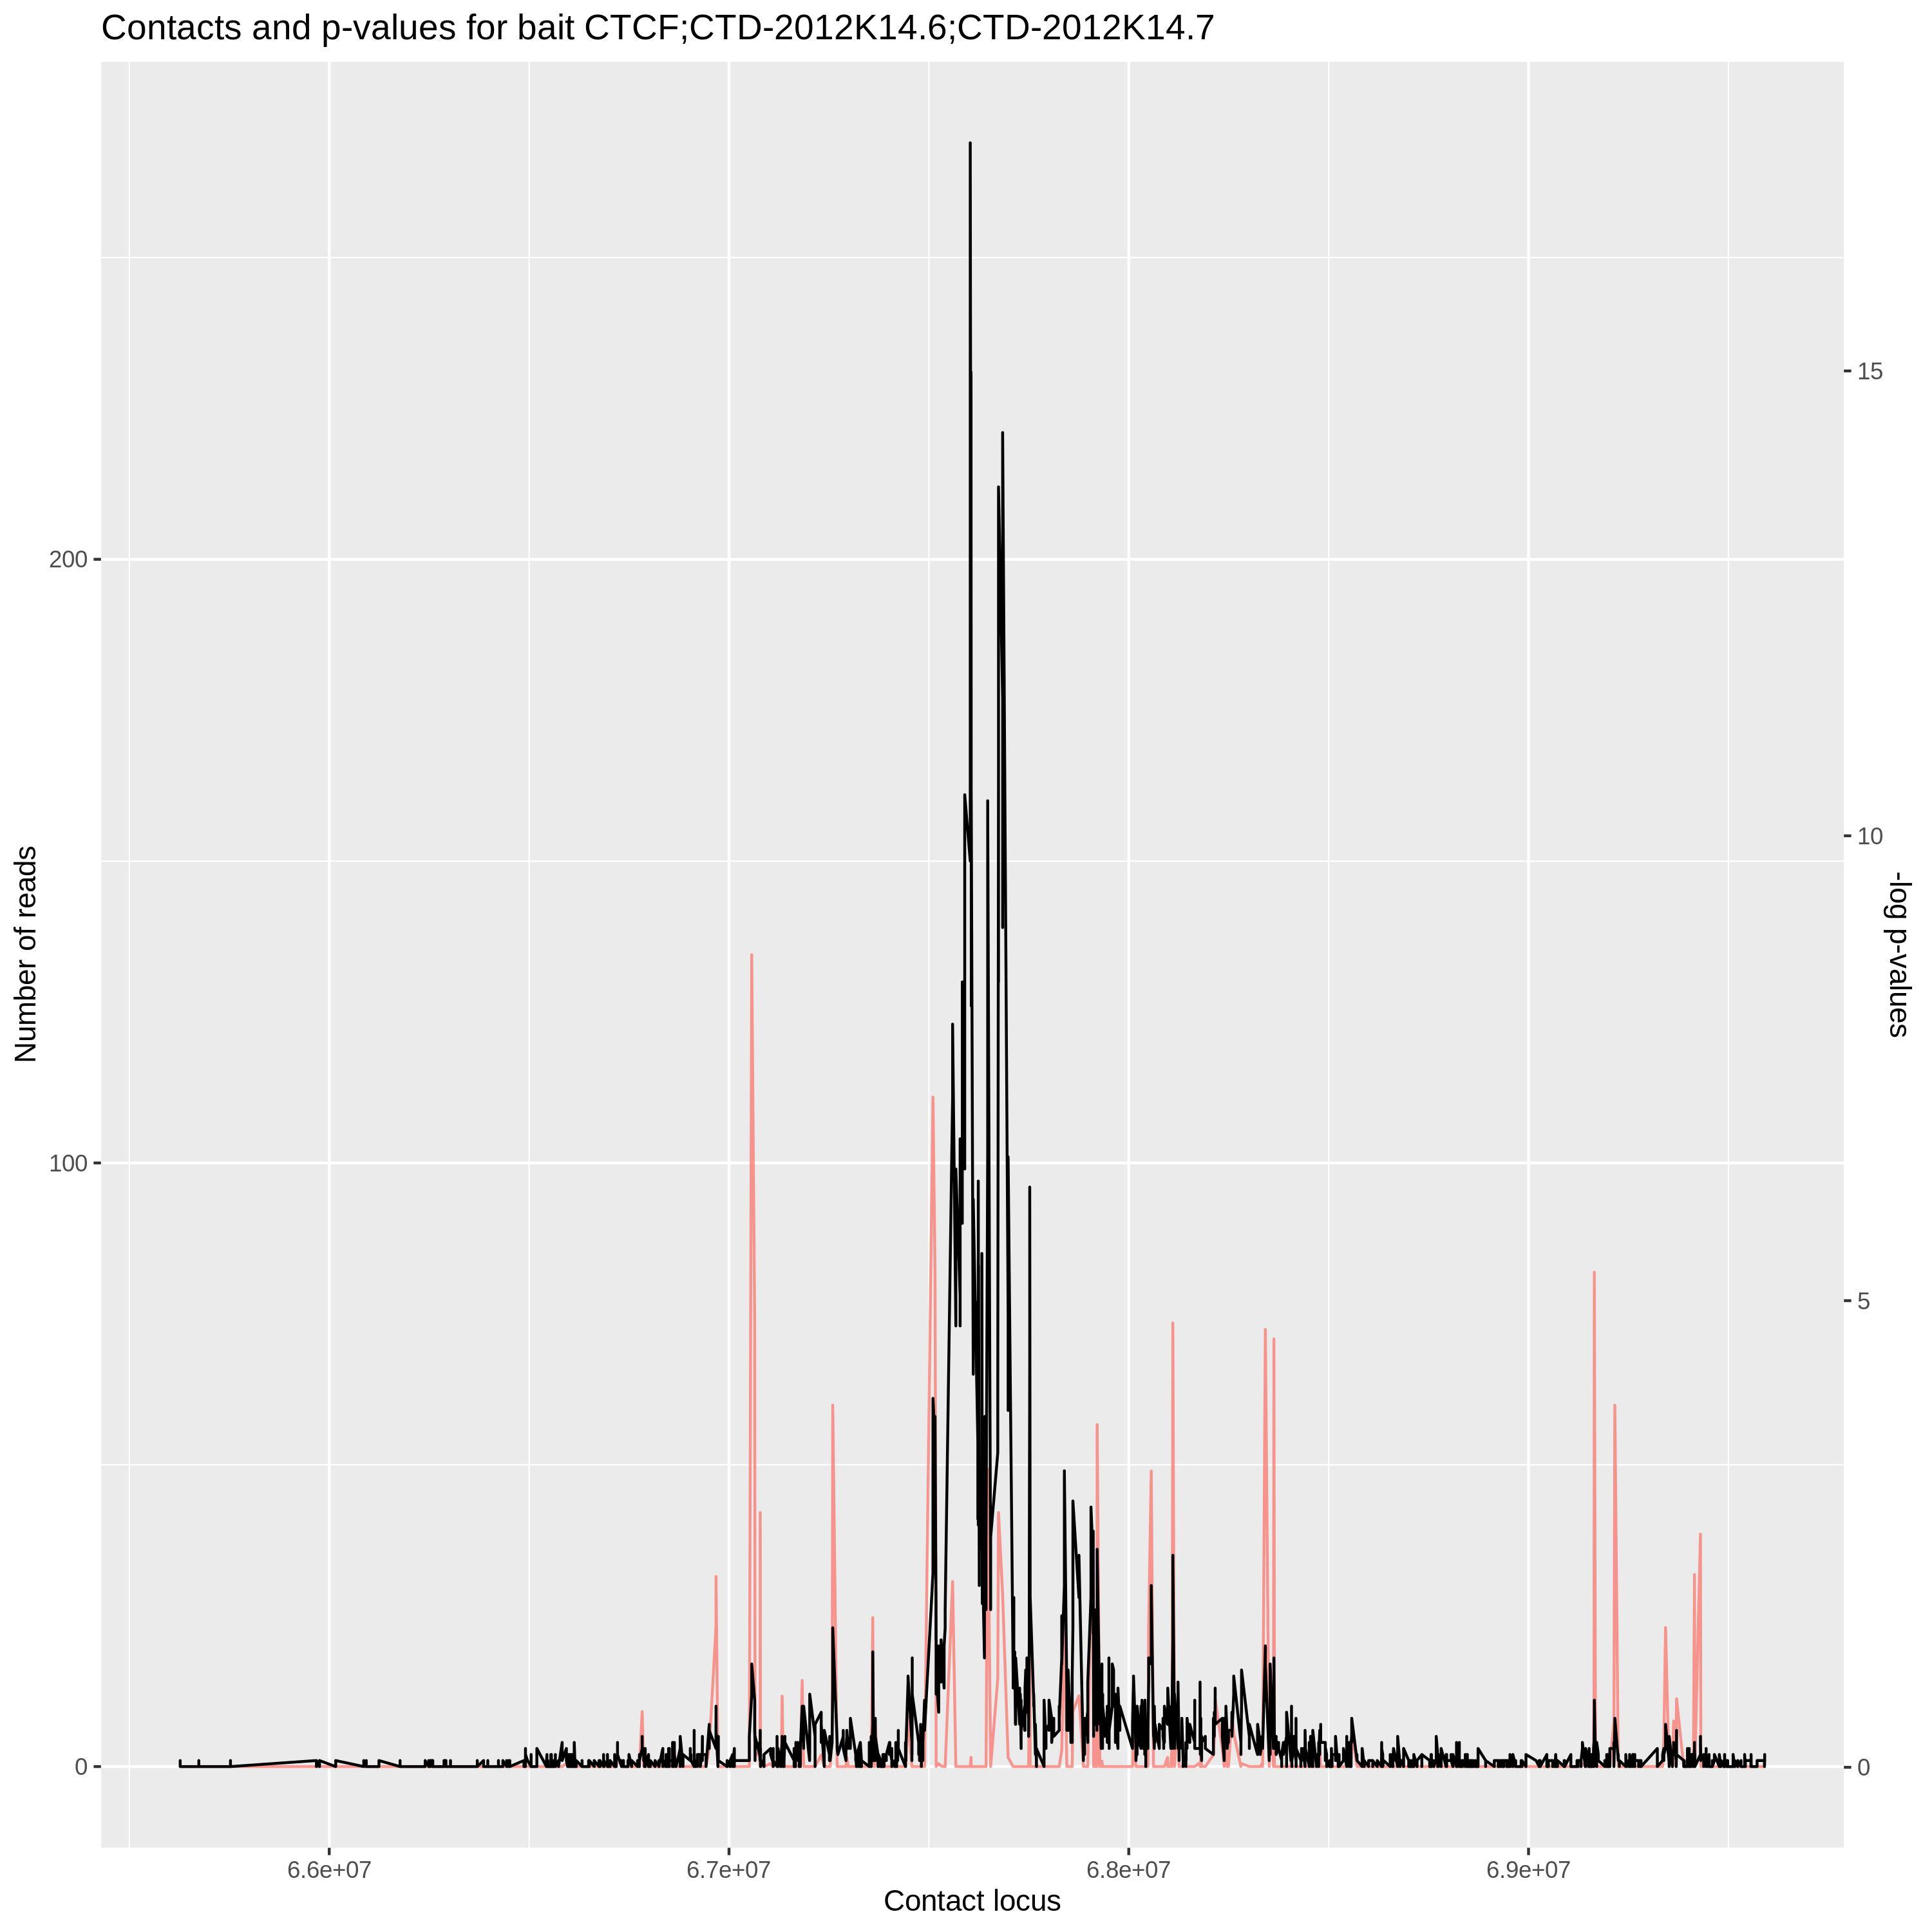 Contacts and p-values for bait CTCF;CTD-2012K14.6;CTD-2012K14.7
Number of reads
200
100
0
15
10
5
0
-log p-values
6.6e+07
6.7e+07
6.8e+07
6.9e+07
Contact locus